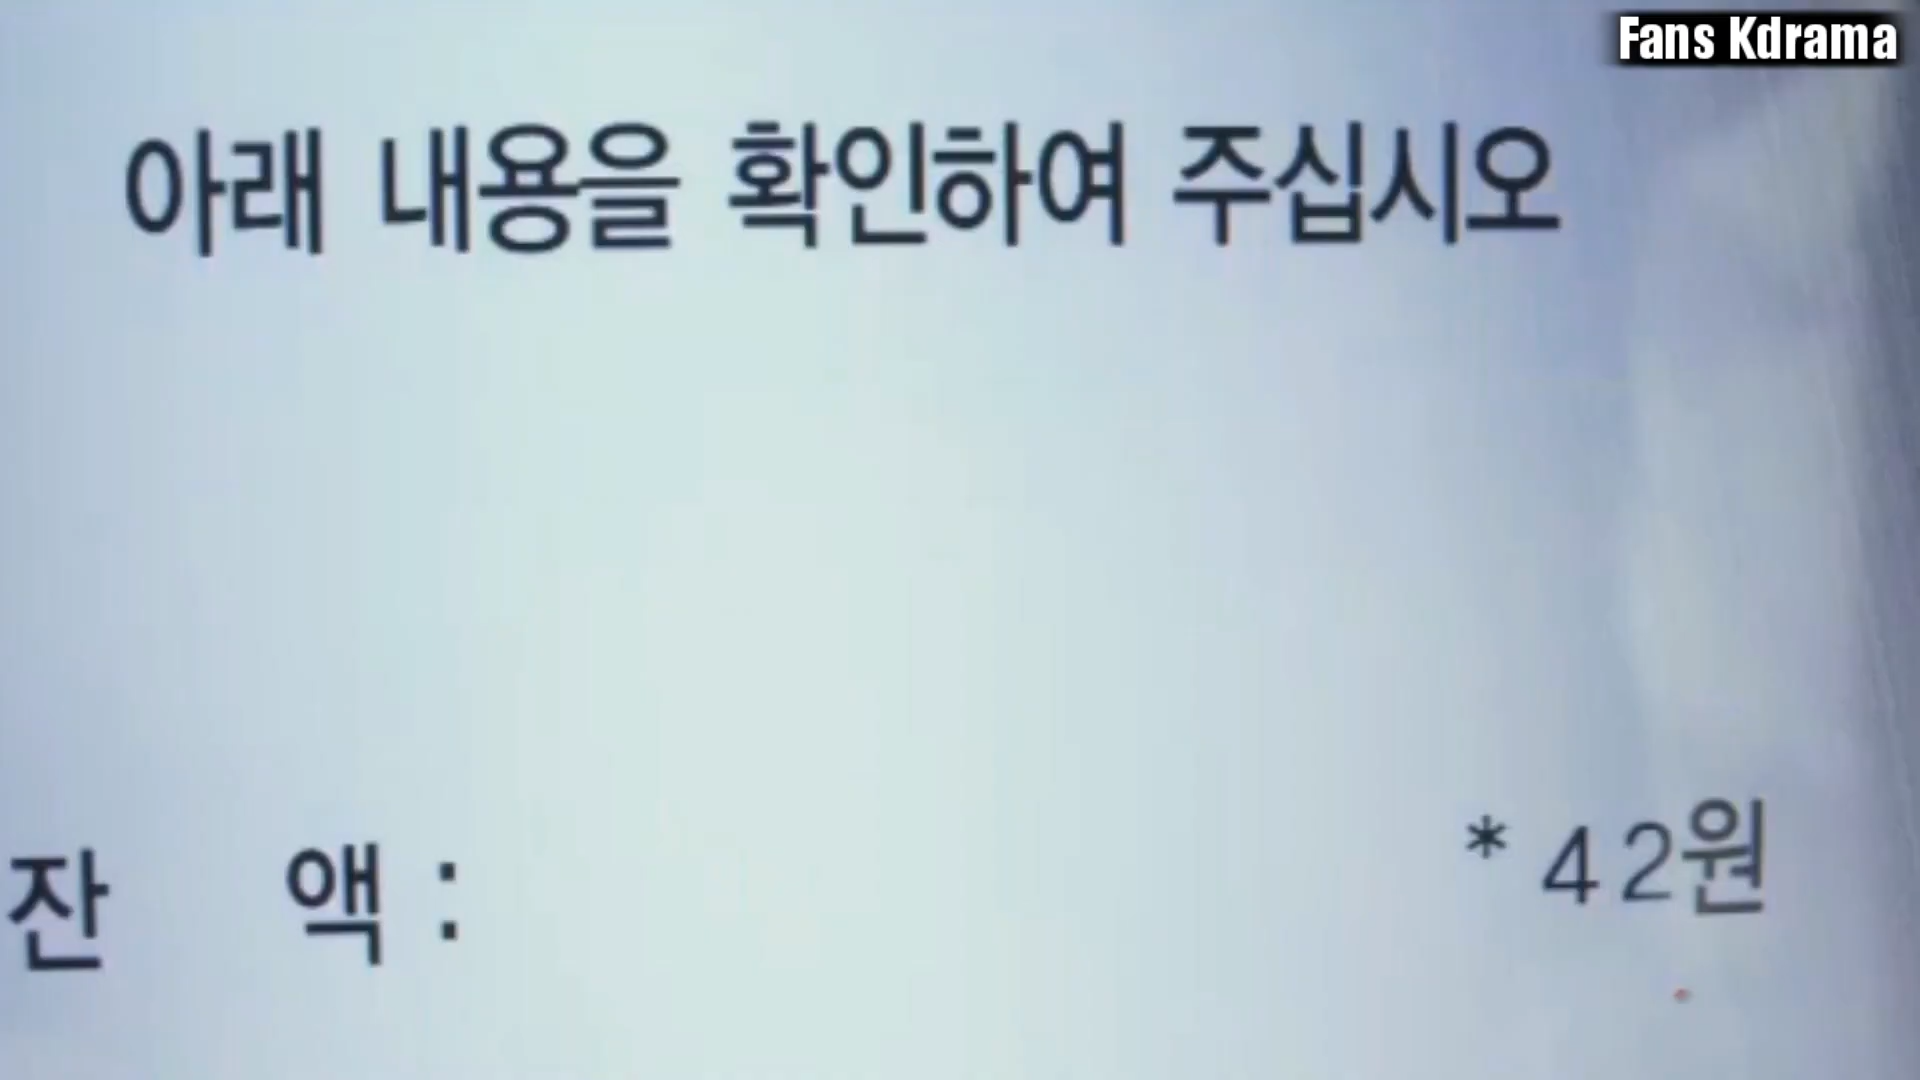 Fans Kdrama
아래 내용을 확인하여 주십시오
잔 액 : *42원